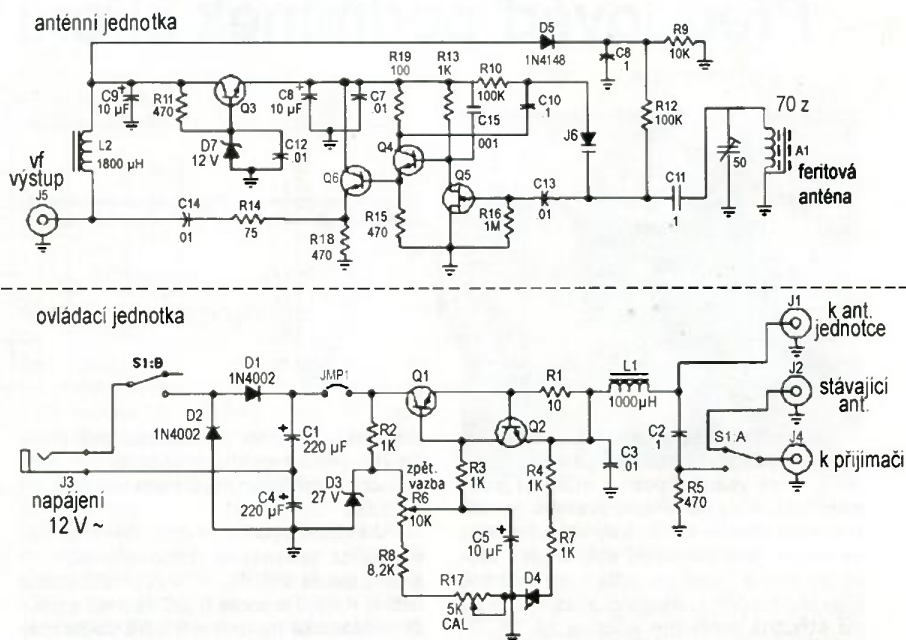 anténní jednotka
D5
1N4148
C8
1
R9
10K
R19
100
R13
1K
R10
100K
C9
10 µF
R11
470
Q3
C8
10 µF
C7
01
C10
1
C15
001
J6
R12
100K
70 z
L2
1800 µH
D7
12 V
C12
01
Q4
Q6
Q5
C13
01
C11
1
50
A1
feritová
anténa
vf
výstup
J5
C14
01
R14
75
R18
470
R15
470
R16
1M
ovládací jednotka
S1:B
D1
1N4002
JMP1
Q1
R1
10
L1
1000µH
J1
k ant.
jednotce
J2
stávající
ant.
D2
1N4002
C1
220 µF
R2
1K
Q2
C2
1
S1:A
J4
k přijímači
J3
napájení
12 V ~
C4
220 µF
D3
27 V
zpět.
vazba
R6
10K
R3
1K
R4
1K
C3
01
R5
470
R8
8,2K
C5
10 µF
R7
1K
R17
5K
CAL
D4